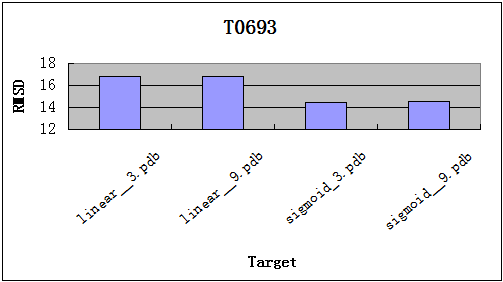 T0693
18
16
14
12
RMSD
linear_3.pdb
linear_9.pdb
sigmoid_3.pdb
sigmoid_9.pdb
Target